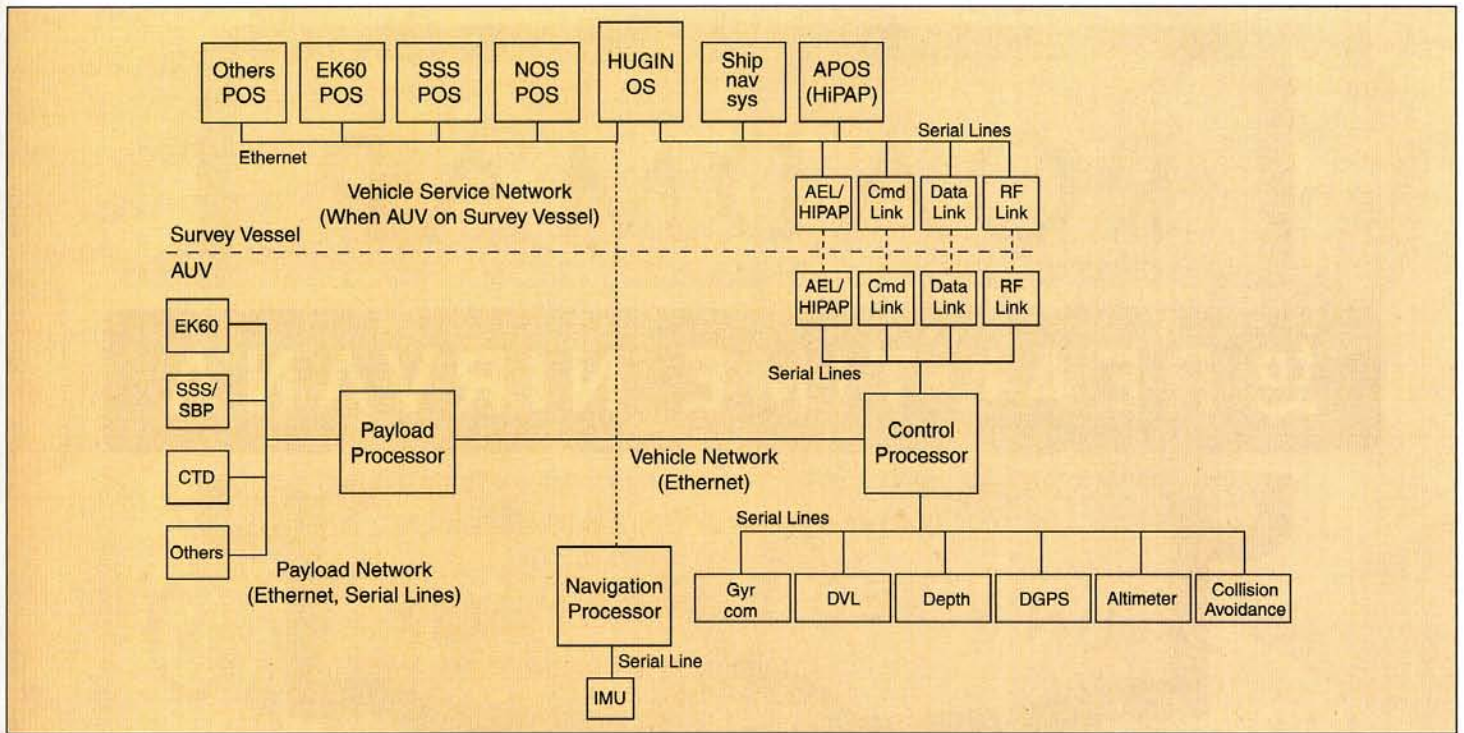 Others
POS
EK60
POS
SSS
POS
NOS
POS
HUGIN
OS
Ship
nav
sys
APOS
(HiPAP)
Ethernet
Serial Lines
Vehicle Service Network
(When AUV on Survey Vessel)
AEL/
HIPAP
Cmd
Link
Data
Link
RF
Link
Survey Vessel
AUV
AEL/
HIPAP
Cmd
Link
Data
Link
RF
Link
Serial Lines
EK60
SSS/
SBP
CTD
Others
Payload
Processor
Payload Network
(Ethernet, Serial Lines)
Vehicle Network
(Ethernet)
Control
Processor
Serial Lines
Gyr
com
DVL
Depth
DGPS
Altimeter
Collision
Avoidance
Navigation
Processor
Serial Line
IMU